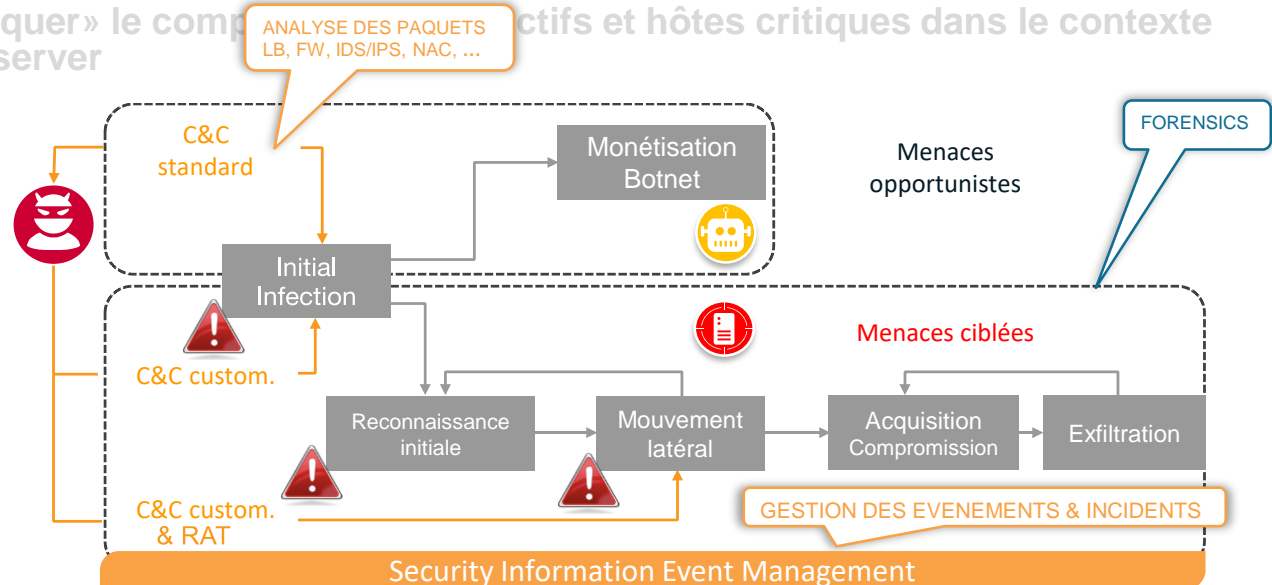 quer» le comp
ctifs et hôtes critiques dans le contexte
server
ANALYSE DES PAQUETS
LB, FW, IDS/IPS, NAC, ...
FORENSICS
C&C
standard
Monétisation
Botnet
Menaces
opportunistes
Initial
Infection
Menaces ciblées
C&C custom.
Reconnaissance
initiale
Mouvement
latéral
Acquisition
Compromission
Exfiltration
C&C custom.
& RAT
GESTION DES EVENEMENTS & INCIDENTS
Security Information Event Management